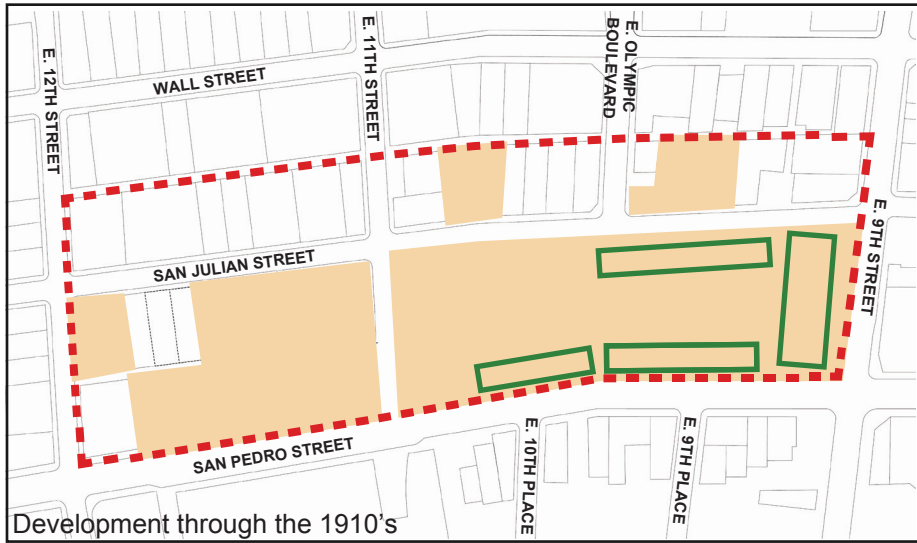 E. 12TH STREET
WALL STREET
E. 11TH STREET
E. OLYMPIC
BOULEVARD
E. 9TH STREET
SAN JULIAN STREET
SAN PEDRO STREET
E. 10TH PLACE
E. 9TH PLACE
Development through the 1910's